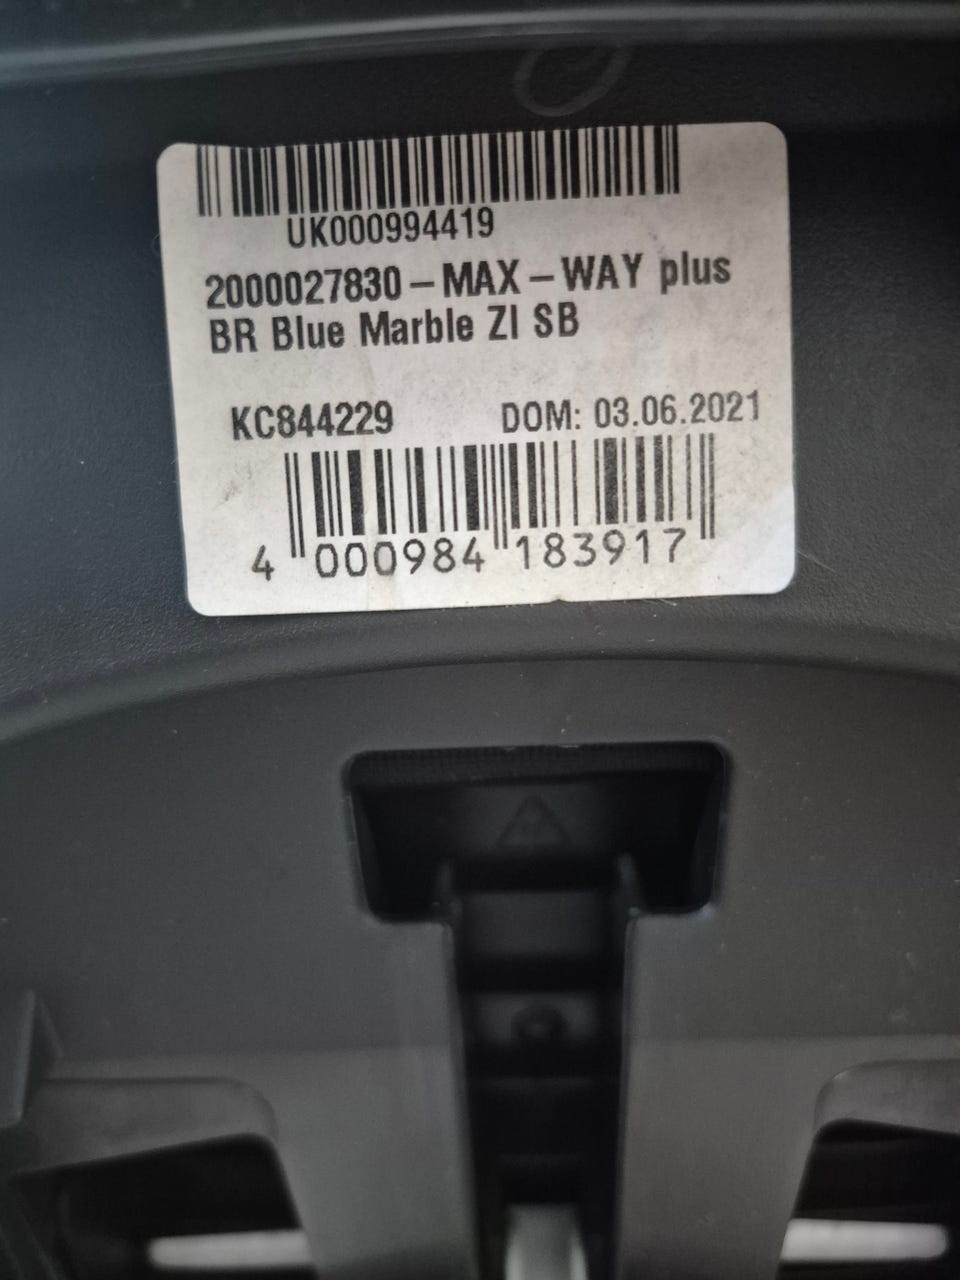 UK000994419
2000027830 – MAX – WAY plus
BR Blue Marble ZI SB
KC844229 DOM: 03.06.2021
4 000984 183917